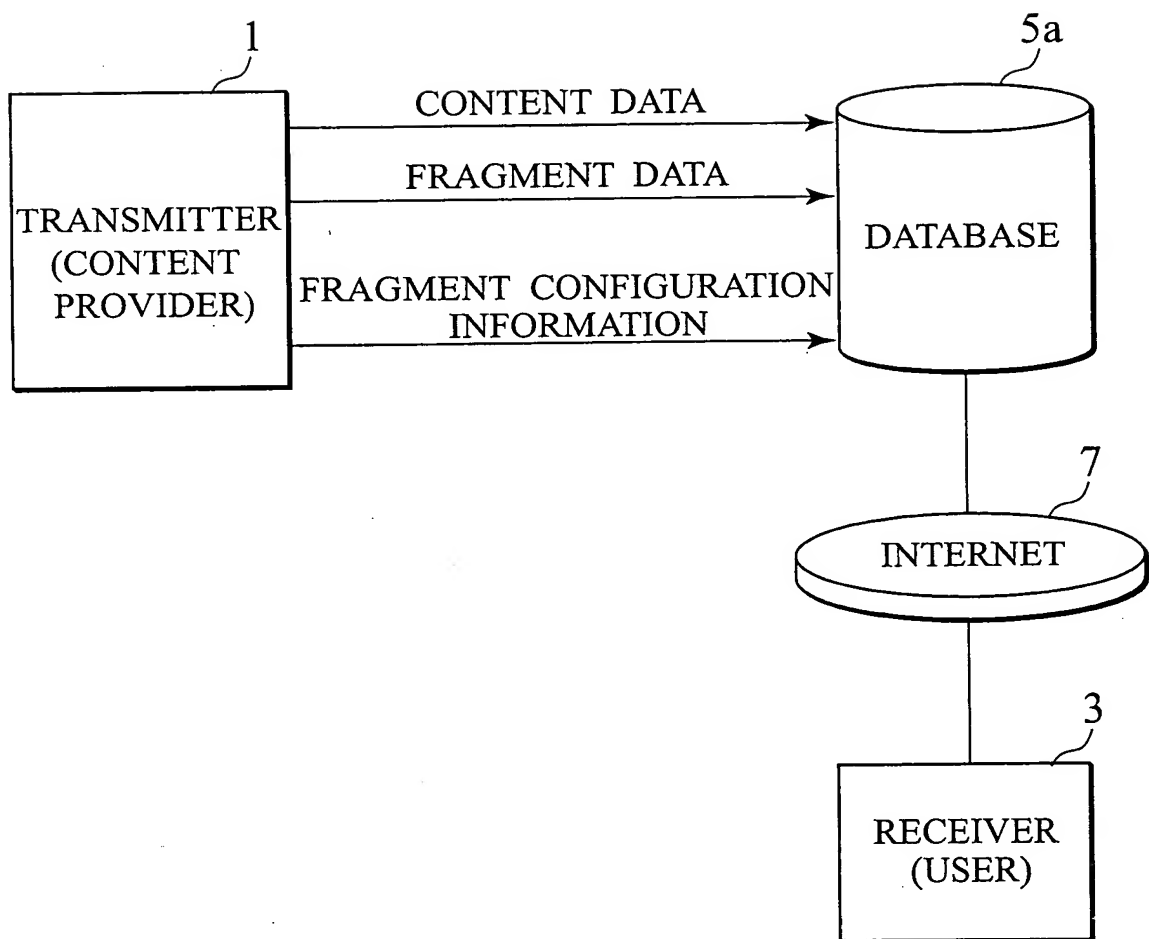 1
5a
CONTENT DATA
FRAGMENT DATA
TRANSMITTER
(CONTENT
PROVIDER)
FRAGMENT CONFIGURATION
INFORMATION
DATABASE
7
INTERNET
3
RECEIVER
(USER)